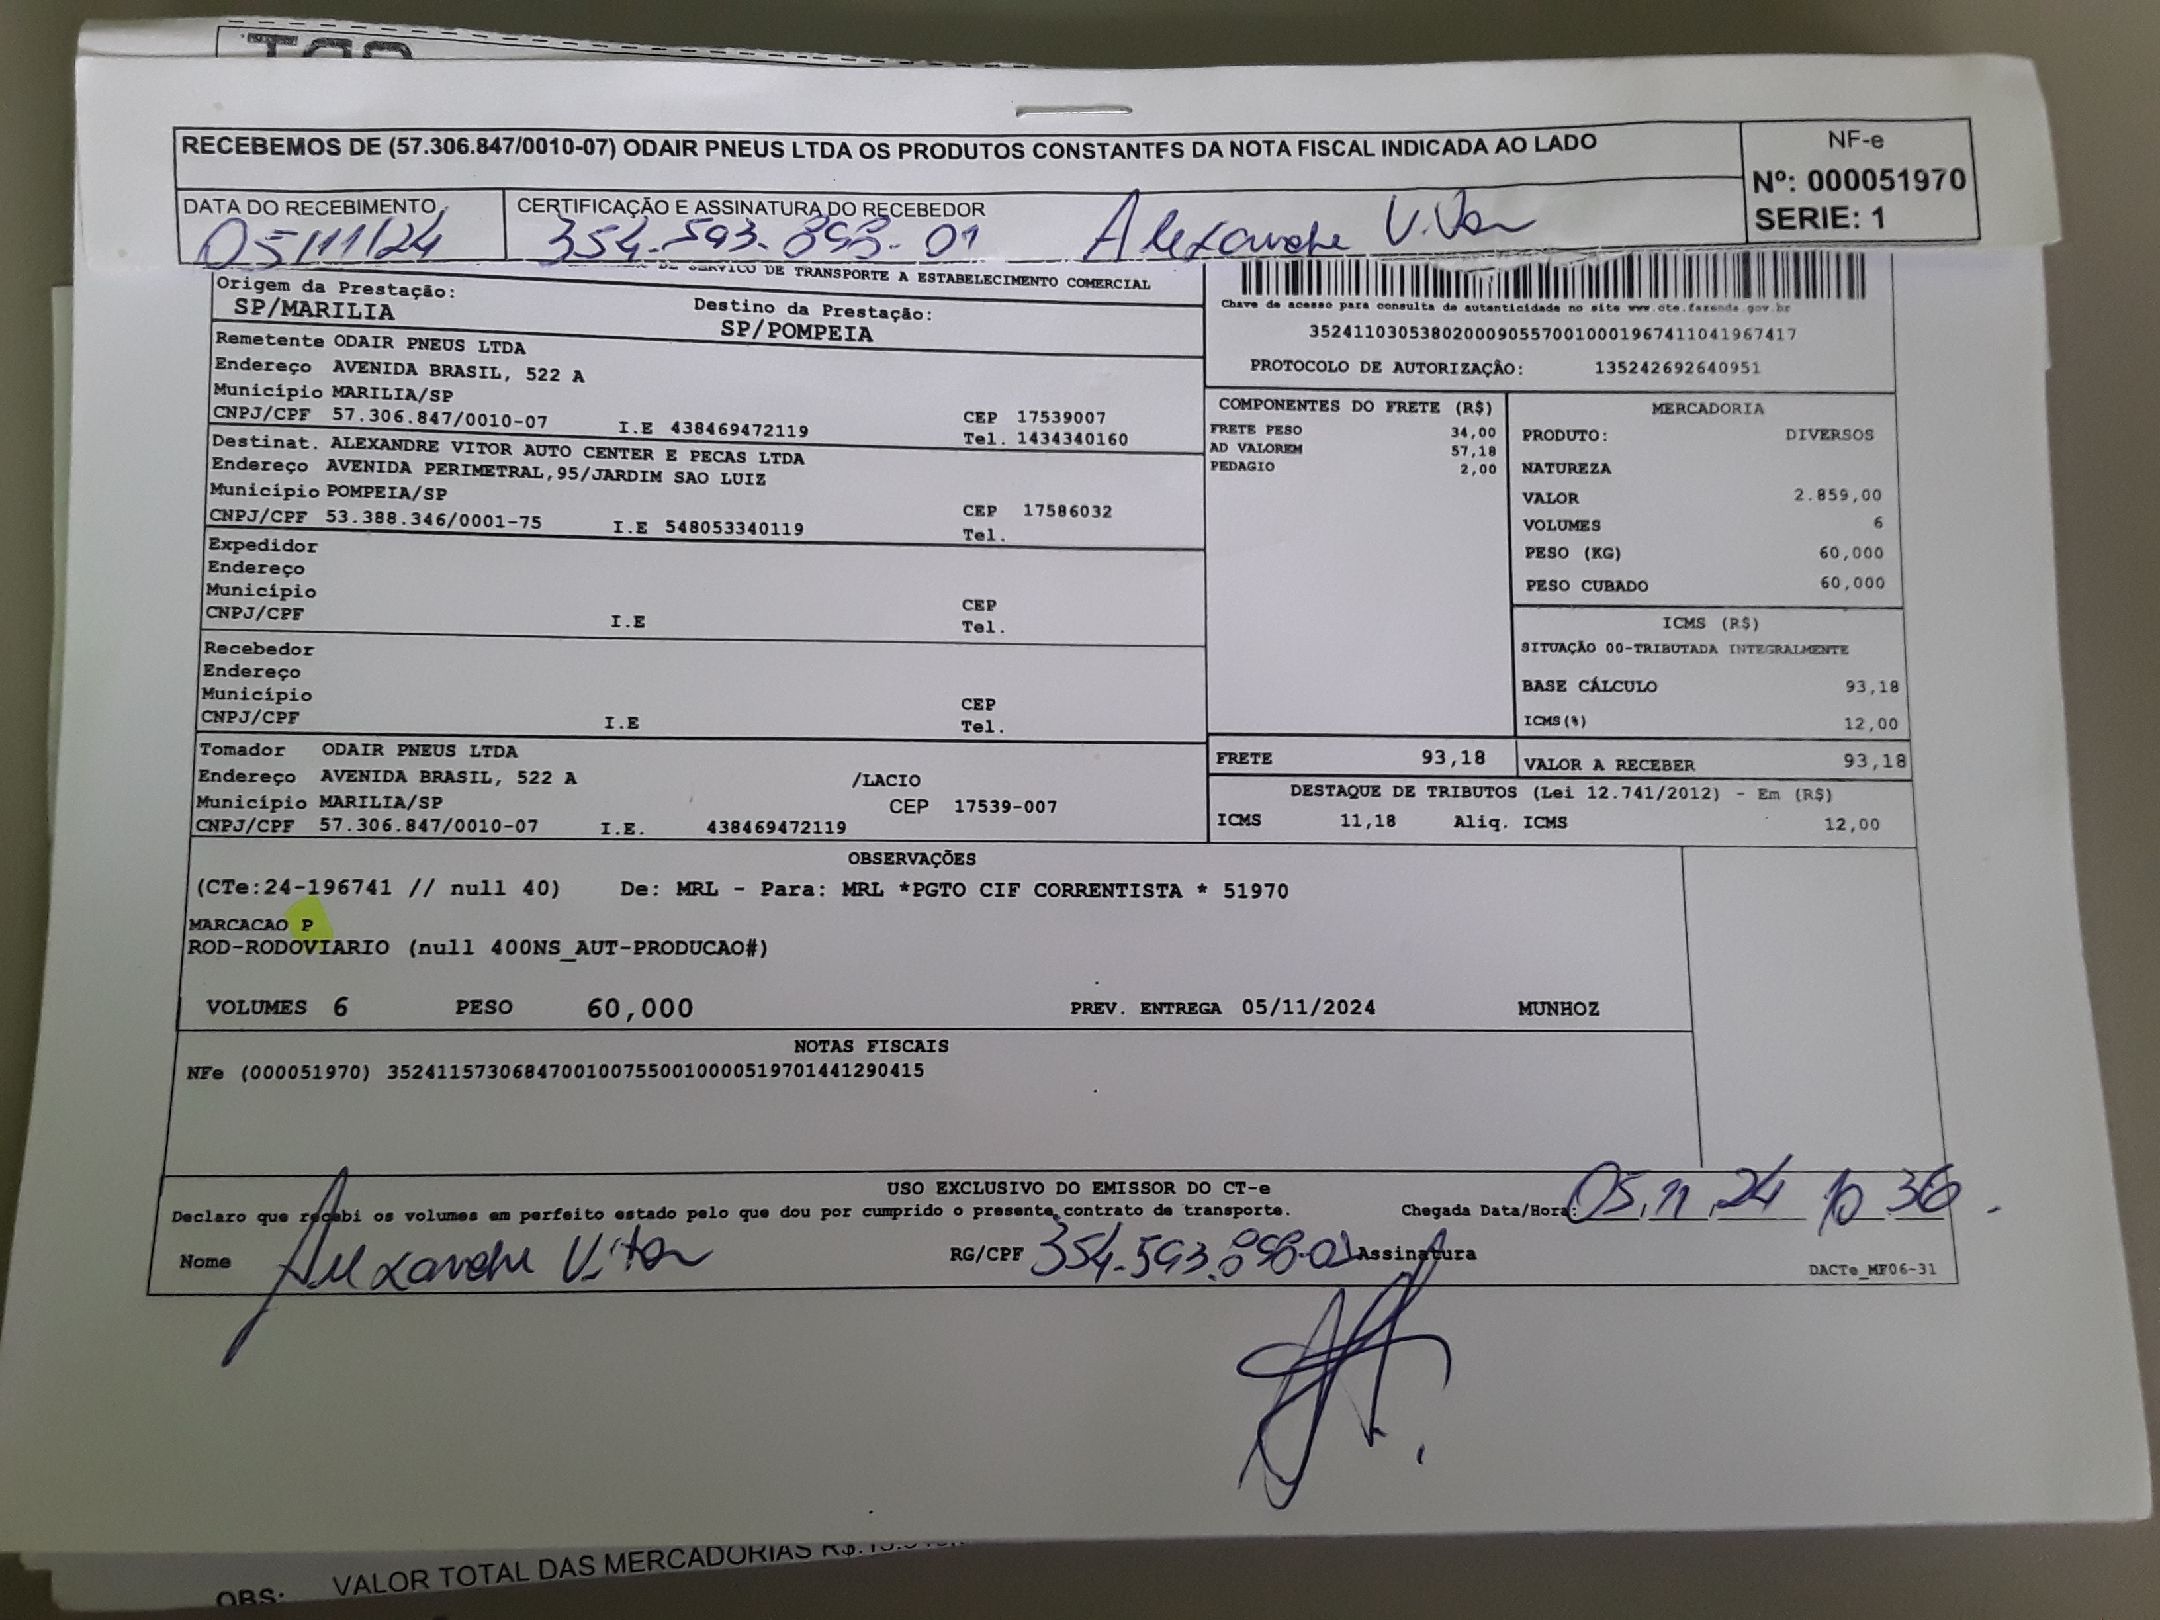 RECEBEMOS DE (57.306.847/0010-07) ODAIR PNEUS LTDA OS PRODUTOS CONSTANTES DA NOTA FISCAL INDICADA AO LADO
NF-e
Nº: 000051970
SERIE: 1
DATA DO RECEBIMENTO
05/11/24
CERTIFICAÇÃO E ASSINATURA DO RECEBEDOR
354.593.898-01 Alexandre Vitor
DE SERVICO DE TRANSPORTE A ESTABELECIMENTO COMERCIAL
Origem da Prestação:
SP/MARILIA
Destino da Prestação:
SP/POMPEIA
Chave de acesso para consulta de autenticidade no site www.cte.fazenda.gov.br
35241103053802000905570010001967411041967417
PROTOCOLO DE AUTORIZAÇÃO: 135242692640951
Remetente ODAIR PNEUS LTDA
Endereço AVENIDA BRASIL, 522 A
Município MARILIA/SP
CNPJ/CPF 57.306.847/0010-07 I.E 438469472119
CEP 17539007
Tel. 1434340160
Destinat. ALEXANDRE VITOR AUTO CENTER E PECAS LTDA
Endereço AVENIDA PERIMETRAL,95/JARDIM SAO LUIZ
Município POMPEIA/SP
CNPJ/CPF 53.388.346/0001-75 I.E 548053340119
CEP 17586032
Tel.
Expedidor
Endereço
Município
CNPJ/CPF I.E
CEP
Tel.
Recebedor
Endereço
Município
CNPJ/CPF I.E
CEP
Tel.
Tomador ODAIR PNEUS LTDA
Endereço AVENIDA BRASIL, 522 A /LACIO
Município MARILIA/SP CEP 17539-007
CNPJ/CPF 57.306.847/0010-07 I.E. 438469472119
COMPONENTES DO FRETE (R$)
FRETE PESO 34,00
AD VALOREM 57,18
PEDAGIO 2,00
MERCADORIA
PRODUTO: DIVERSOS
NATUREZA
VALOR 2.859,00
VOLUMES 6
PESO (KG) 60,000
PESO CUBADO 60,000
ICMS (R$)
SITUAÇÃO 00-TRIBUTADA INTEGRALMENTE
BASE CÁLCULO 93,18
ICMS(%) 12,00
FRETE 93,18
VALOR A RECEBER 93,18
DESTAQUE DE TRIBUTOS (Lei 12.741/2012) - Em (R$)
ICMS 11,18 Aliq. ICMS 12,00
OBSERVAÇÕES
(CTe:24-196741 // null 40) De: MRL - Para: MRL *PGTO CIF CORRENTISTA * 51970
MARCACAO P
ROD-RODOVIARIO (null 400NS_AUT-PRODUCAO#)
VOLUMES 6 PESO 60,000 PREV. ENTREGA 05/11/2024 MUNHOZ
NOTAS FISCAIS
NFe (000051970) 35241157306847001007550010000519701441290415
USO EXCLUSIVO DO EMISSOR DO CT-e
Declaro que recebi os volumes em perfeito estado pelo que dou por cumprido o presente contrato de transporte.
Chegada Data/Hora: 05,11,24 10 36
Nome Alexandre Vitor RG/CPF 354.593.898-01 Assinatura
DACTe_MF06-31
OBS: VALOR TOTAL DAS MERCADORIAS R$.